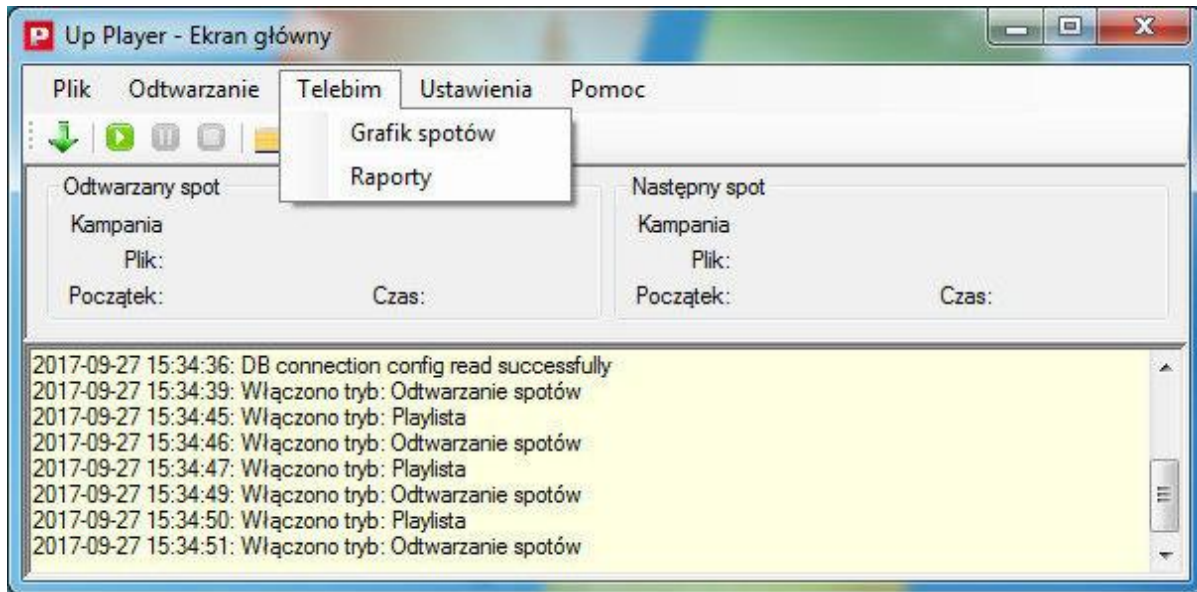 Up Player - Ekran główny
Plik Odtwarzanie Telebim Ustawienia Pomoc
Grafik spotów
Raporty
Odtwarzany spot
Kampania
Plik:
Początek: Czas:
Następny spot
Kampania
Plik:
Początek: Czas:
2017-09-27 15:34:36: DB connection config read successfully
2017-09-27 15:34:39: Włączono tryb: Odtwarzanie spotów
2017-09-27 15:34:45: Włączono tryb: Playlista
2017-09-27 15:34:46: Włączono tryb: Odtwarzanie spotów
2017-09-27 15:34:47: Włączono tryb: Playlista
2017-09-27 15:34:49: Włączono tryb: Odtwarzanie spotów
2017-09-27 15:34:50: Włączono tryb: Playlista
2017-09-27 15:34:51: Włączono tryb: Odtwarzanie spotów